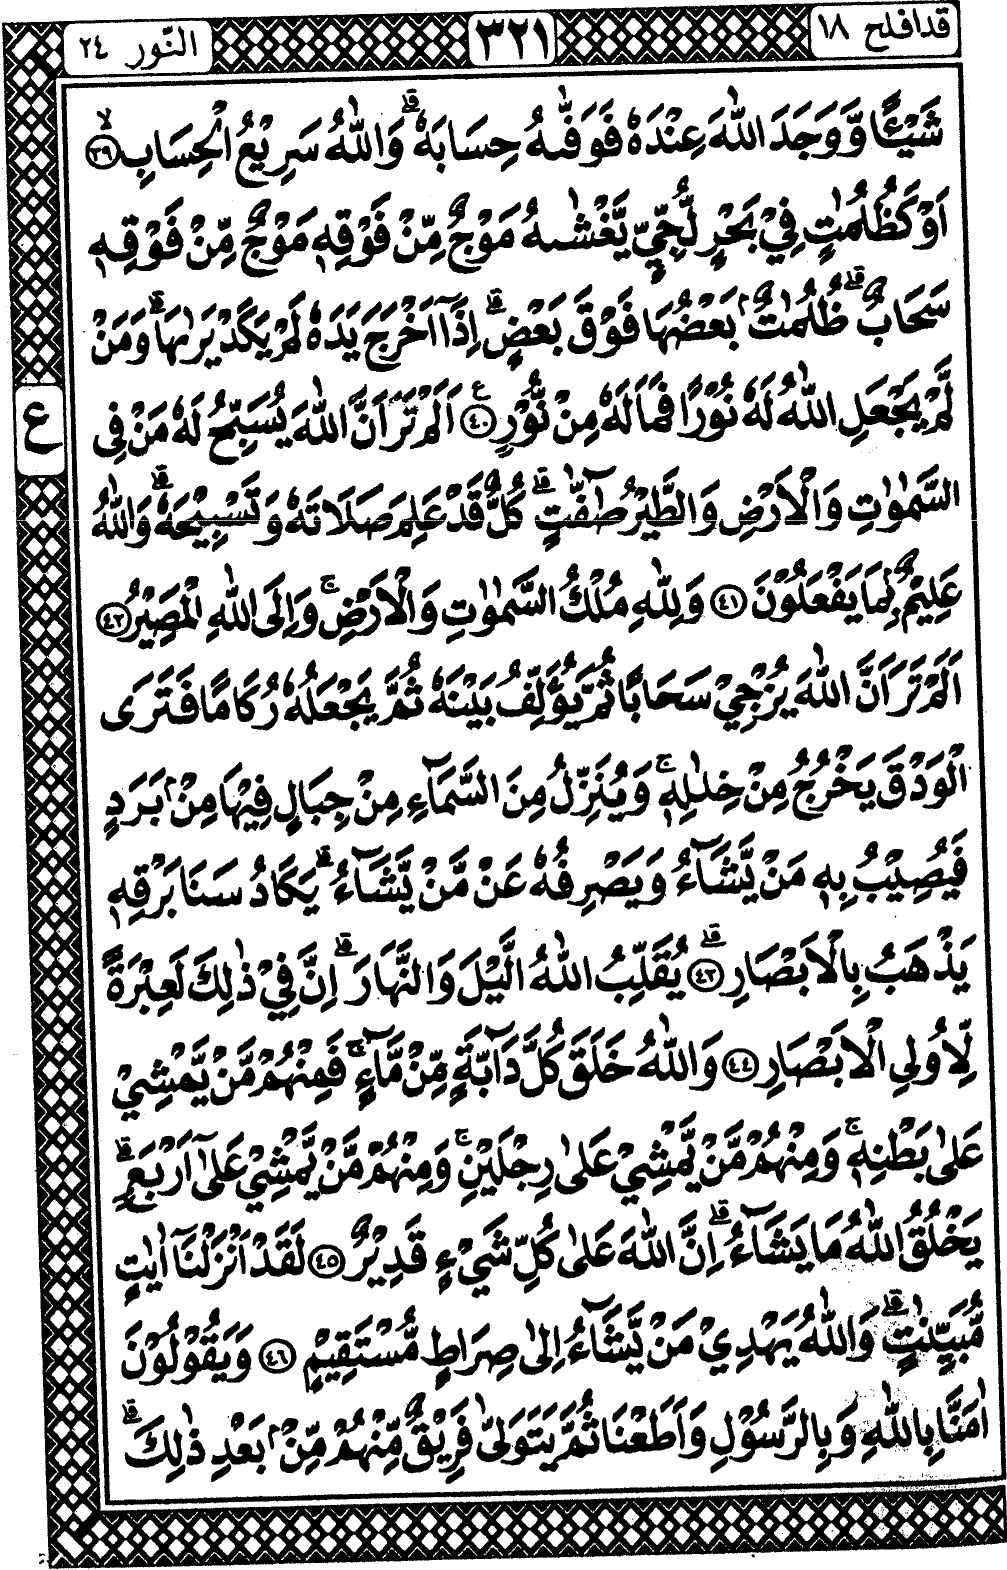 قدافلح ١٨ ٣٢١ النّور ٢٤
شَيْـًٔا وَّوَجَدَ اللّٰهَ عِنْدَهٗ فَوَفّٰىهُ حِسَابَهٗ ؕ وَاللّٰهُ سَرِيْعُ الْحِسَابِ ۙ﴿٣٩﴾
اَوْ كَظُلُمٰتٍ فِيْ بَحْرٍ لُّجِّيٍّ يَّغْشٰىهُ مَوْجٌ مِّنْ فَوْقِهٖ مَوْجٌ مِّنْ فَوْقِهٖ
سَحَابٌ ؕ ظُلُمٰتٌۢ بَعْضُهَا فَوْقَ بَعْضٍ ؕ اِذَاۤ اَخْرَجَ يَدَهٗ لَمْ يَكَدْ يَرٰىهَا ؕ وَمَنْ
لَّمْ يَجْعَلِ اللّٰهُ لَهٗ نُوْرًا فَمَا لَهٗ مِنْ نُّوْرٍ ﴿٤٠﴾ ع اَلَمْ تَرَ اَنَّ اللّٰهَ يُسَبِّحُ لَهٗ مَنْ فِى
ع
السَّمٰوٰتِ وَالْاَرْضِ وَالطَّيْرُ صٰٓفّٰتٍ ؕ كُلٌّ قَدْ عَلِمَ صَلَاتَهٗ وَتَسْبِيْحَهٗ ؕ وَاللّٰهُ
عَلِيْمٌۢ بِمَا يَفْعَلُوْنَ ﴿٤١﴾ وَلِلّٰهِ مُلْكُ السَّمٰوٰتِ وَالْاَرْضِ ۚ وَاِلَى اللّٰهِ الْمَصِيْرُ ﴿٤٢﴾
اَلَمْ تَرَ اَنَّ اللّٰهَ يُزْجِيْ سَحَابًا ثُمَّ يُؤَلِّفُ بَيْنَهٗ ثُمَّ يَجْعَلُهٗ رُكَامًا فَتَرَى
الْوَدْقَ يَخْرُجُ مِنْ خِلٰلِهٖ ۚ وَيُنَزِّلُ مِنَ السَّمَآءِ مِنْ جِبَالٍ فِيْهَا مِنْۢ بَرَدٍ
فَيُصِيْبُ بِهٖ مَنْ يَّشَآءُ وَيَصْرِفُهٗ عَنْ مَّنْ يَّشَآءُ ؕ يَكَادُ سَنَا بَرْقِهٖ
يَذْهَبُ بِالْاَبْصَارِ ؕ﴿٤٣﴾ يُقَلِّبُ اللّٰهُ الَّيْلَ وَالنَّهَارَ ؕ اِنَّ فِيْ ذٰلِكَ لَعِبْرَةً
لِّاُولِي الْاَبْصَارِ ﴿٤٤﴾ وَاللّٰهُ خَلَقَ كُلَّ دَآبَّةٍ مِّنْ مَّآءٍ ۚ فَمِنْهُمْ مَّنْ يَّمْشِيْ
عَلٰى بَطْنِهٖ ۚ وَمِنْهُمْ مَّنْ يَّمْشِيْ عَلٰى رِجْلَيْنِ ۚ وَمِنْهُمْ مَّنْ يَّمْشِيْ عَلٰٓى اَرْبَعٍ ؕ
يَخْلُقُ اللّٰهُ مَا يَشَآءُ ؕ اِنَّ اللّٰهَ عَلٰى كُلِّ شَيْءٍ قَدِيْرٌ ﴿٤٥﴾ لَقَدْ اَنْزَلْنَاۤ اٰيٰتٍ
مُّبَيِّنٰتٍ ؕ وَاللّٰهُ يَهْدِيْ مَنْ يَّشَآءُ اِلٰى صِرَاطٍ مُّسْتَقِيْمٍ ﴿٤٦﴾ وَيَقُوْلُوْنَ
اٰمَنَّا بِاللّٰهِ وَبِالرَّسُوْلِ وَاَطَعْنَا ثُمَّ يَتَوَلّٰى فَرِيْقٌ مِّنْهُمْ مِّنْۢ بَعْدِ ذٰلِكَ ؕ